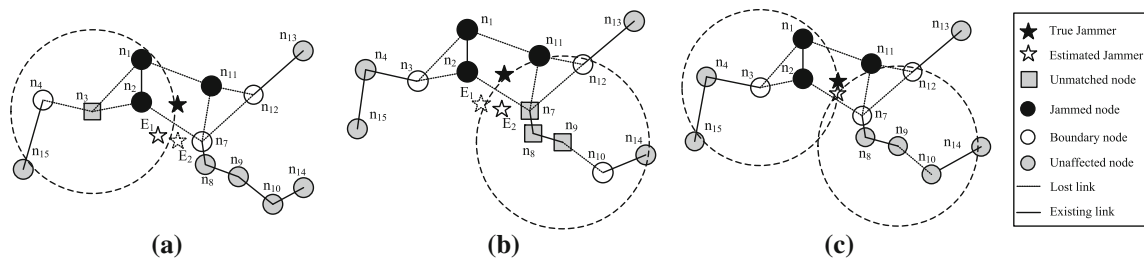 n1
n13
n4
n11
n3
n2
n12
E1
E2
n7
n15
n8
n9
n14
n10
(a)
n1
n13
n4
n11
n3
n2
n12
E1
E2
n7
n15
n8
n9
n14
n10
(b)
n1
n13
n4
n11
n3
n2
n12
n7
n15
n8
n9
n14
n10
(c)
True Jammer
Estimated Jammer
Unmatched node
Jammed node
Boundary node
Unaffected node
Lost link
Existing link